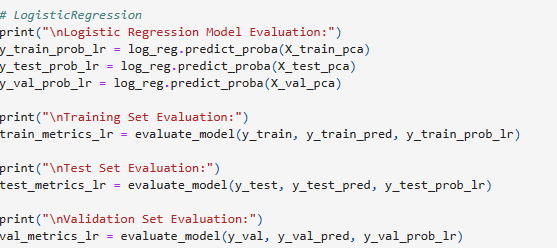 # LogisticRegression
print("\nLogistic Regression Model Evaluation:")
y_train_prob_lr = log_reg.predict_proba(X_train_pca)
y_test_prob_lr = log_reg.predict_proba(X_test_pca)
y_val_prob_lr = log_reg.predict_proba(X_val_pca)
print("\nTraining Set Evaluation:")
train_metrics_lr = evaluate_model(y_train, y_train_pred, y_train_prob_lr)
print("\nTest Set Evaluation:")
test_metrics_lr = evaluate_model(y_test, y_test_pred, y_test_prob_lr)
print("\nValidation Set Evaluation:")
val_metrics_lr = evaluate_model(y_val, y_val_pred, y_val_prob_lr)